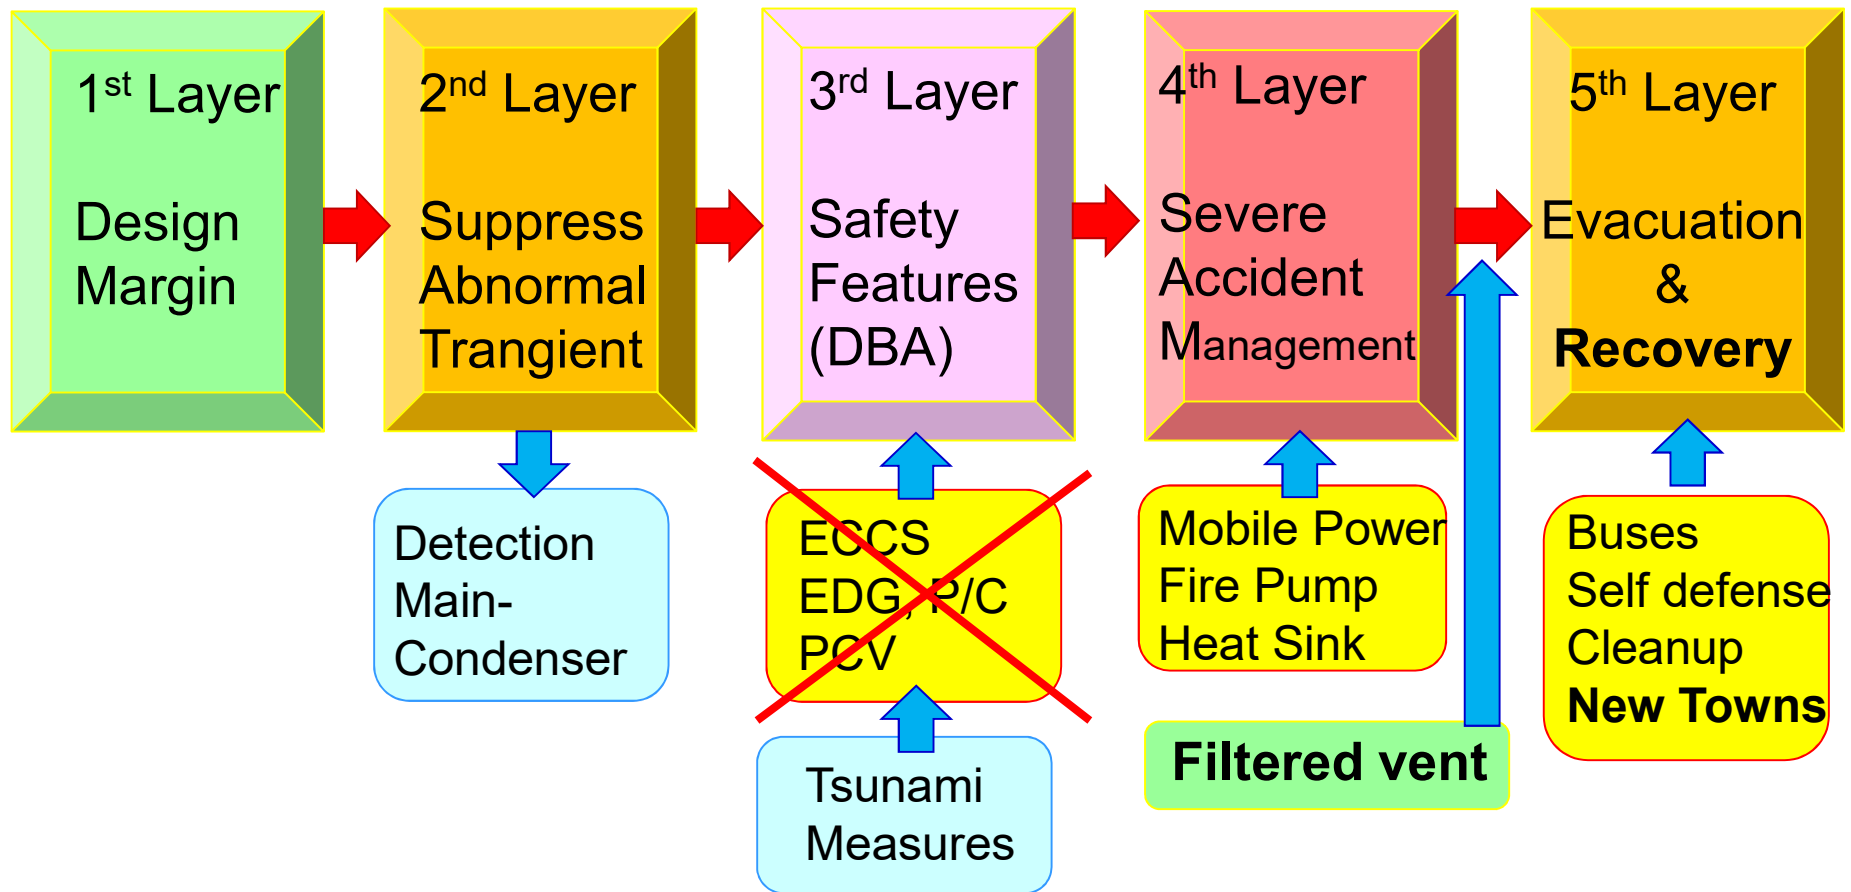 1st Layer
Design
Margin
2nd Layer
Suppress
Abnormal
Trangient
3rd Layer
Safety
Features
(DBA)
4th Layer
Severe
Accident
Management
5th Layer
Evacuation
&
Recovery
Detection
Main-
Condenser
ECCS
EDG, P/C
PCV
Tsunami
Measures
Mobile Power
Fire Pump
Heat Sink
Filtered vent
Buses
Self defense
Cleanup
New Towns